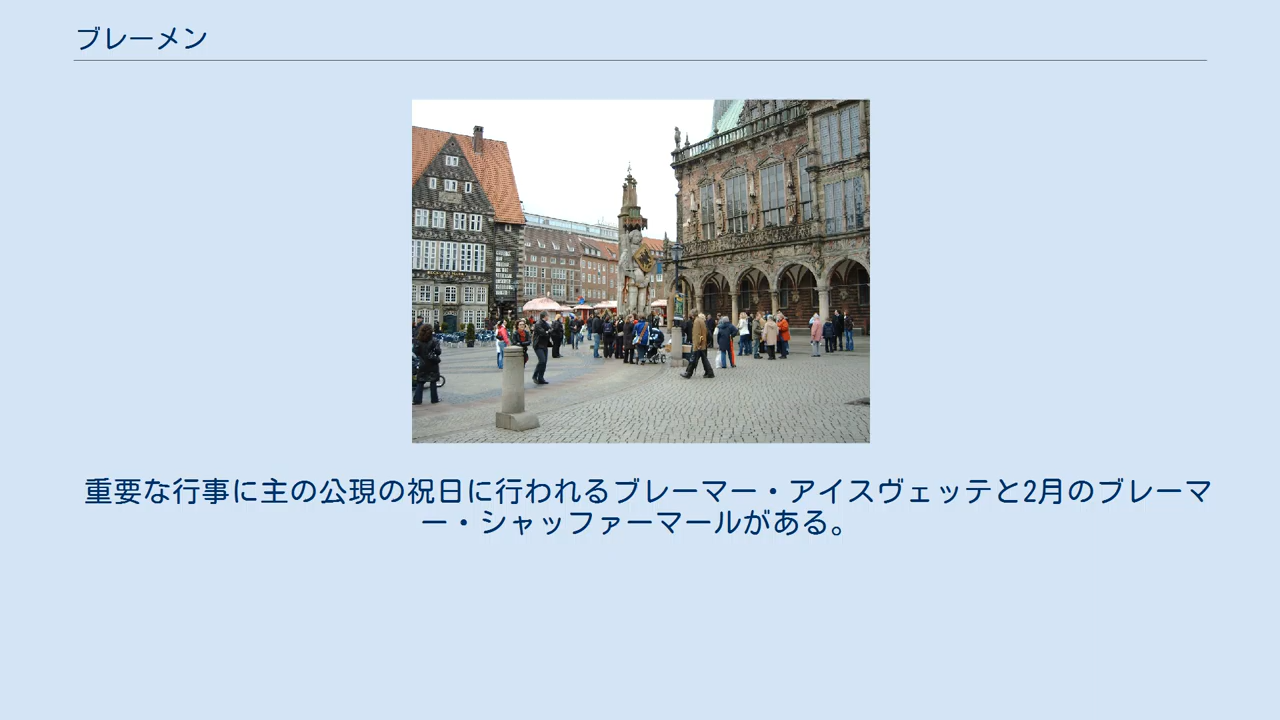 ブレーメン
重要な行事に主の公現の祝日に行われるブレーマー・アイスヴェッテと2月のブレーマ
ー・シャッファーマールがある。